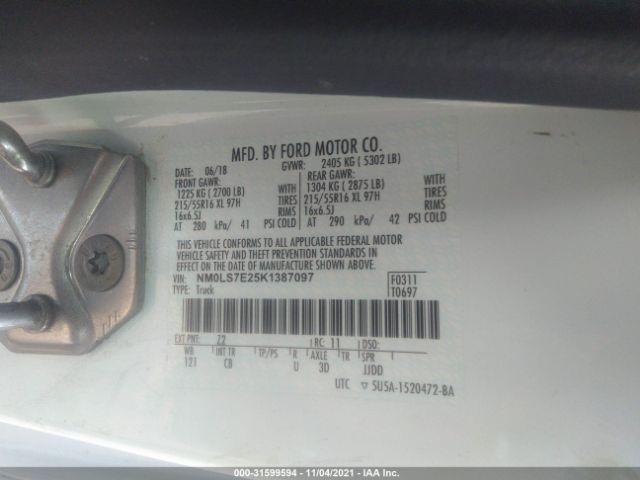 MFD. BY FORD MOTOR CO.
DATE: 06/18 GVWR: 2405 KG ( 5302 LB)
FRONT GAWR: REAR GAWR:
1225 KG ( 2700 LB) WITH 1304 KG ( 2875 LB) WITH
215/55R16 XL 97H TIRES 215/55R16 XL 97H TIRES
16x6.5J RIMS 16x6.5J RIMS
AT 280 kPa/ 41 PSI COLD AT 290 kPa/ 42 PSI COLD
THIS VEHICLE CONFORMS TO ALL APPLICABLE FEDERAL MOTOR
VEHICLE SAFETY AND THEFT PREVENTION STANDARDS IN
EFFECT ON THE DATE OF MANUFACTURE SHOWN ABOVE.
VIN: NM0LS7E25K1387097 F0311
TYPE: Truck T0697
EXT PNT: Z2 RC: 11 DSO:
WB INT TR TP/PS R AXLE TR SPR
121 CB U 3D JJDD
UTC ▽ SU5A-1520472-BA
000-31599594 - 11/04/2021 - IAA Inc.